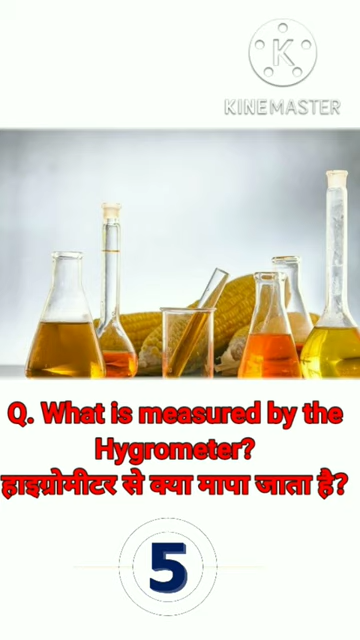 K
KINEMASTER
Q. What is measured by the
Hygrometer?
हाइग्रोमीटर से क्या मापा जाता है?
5